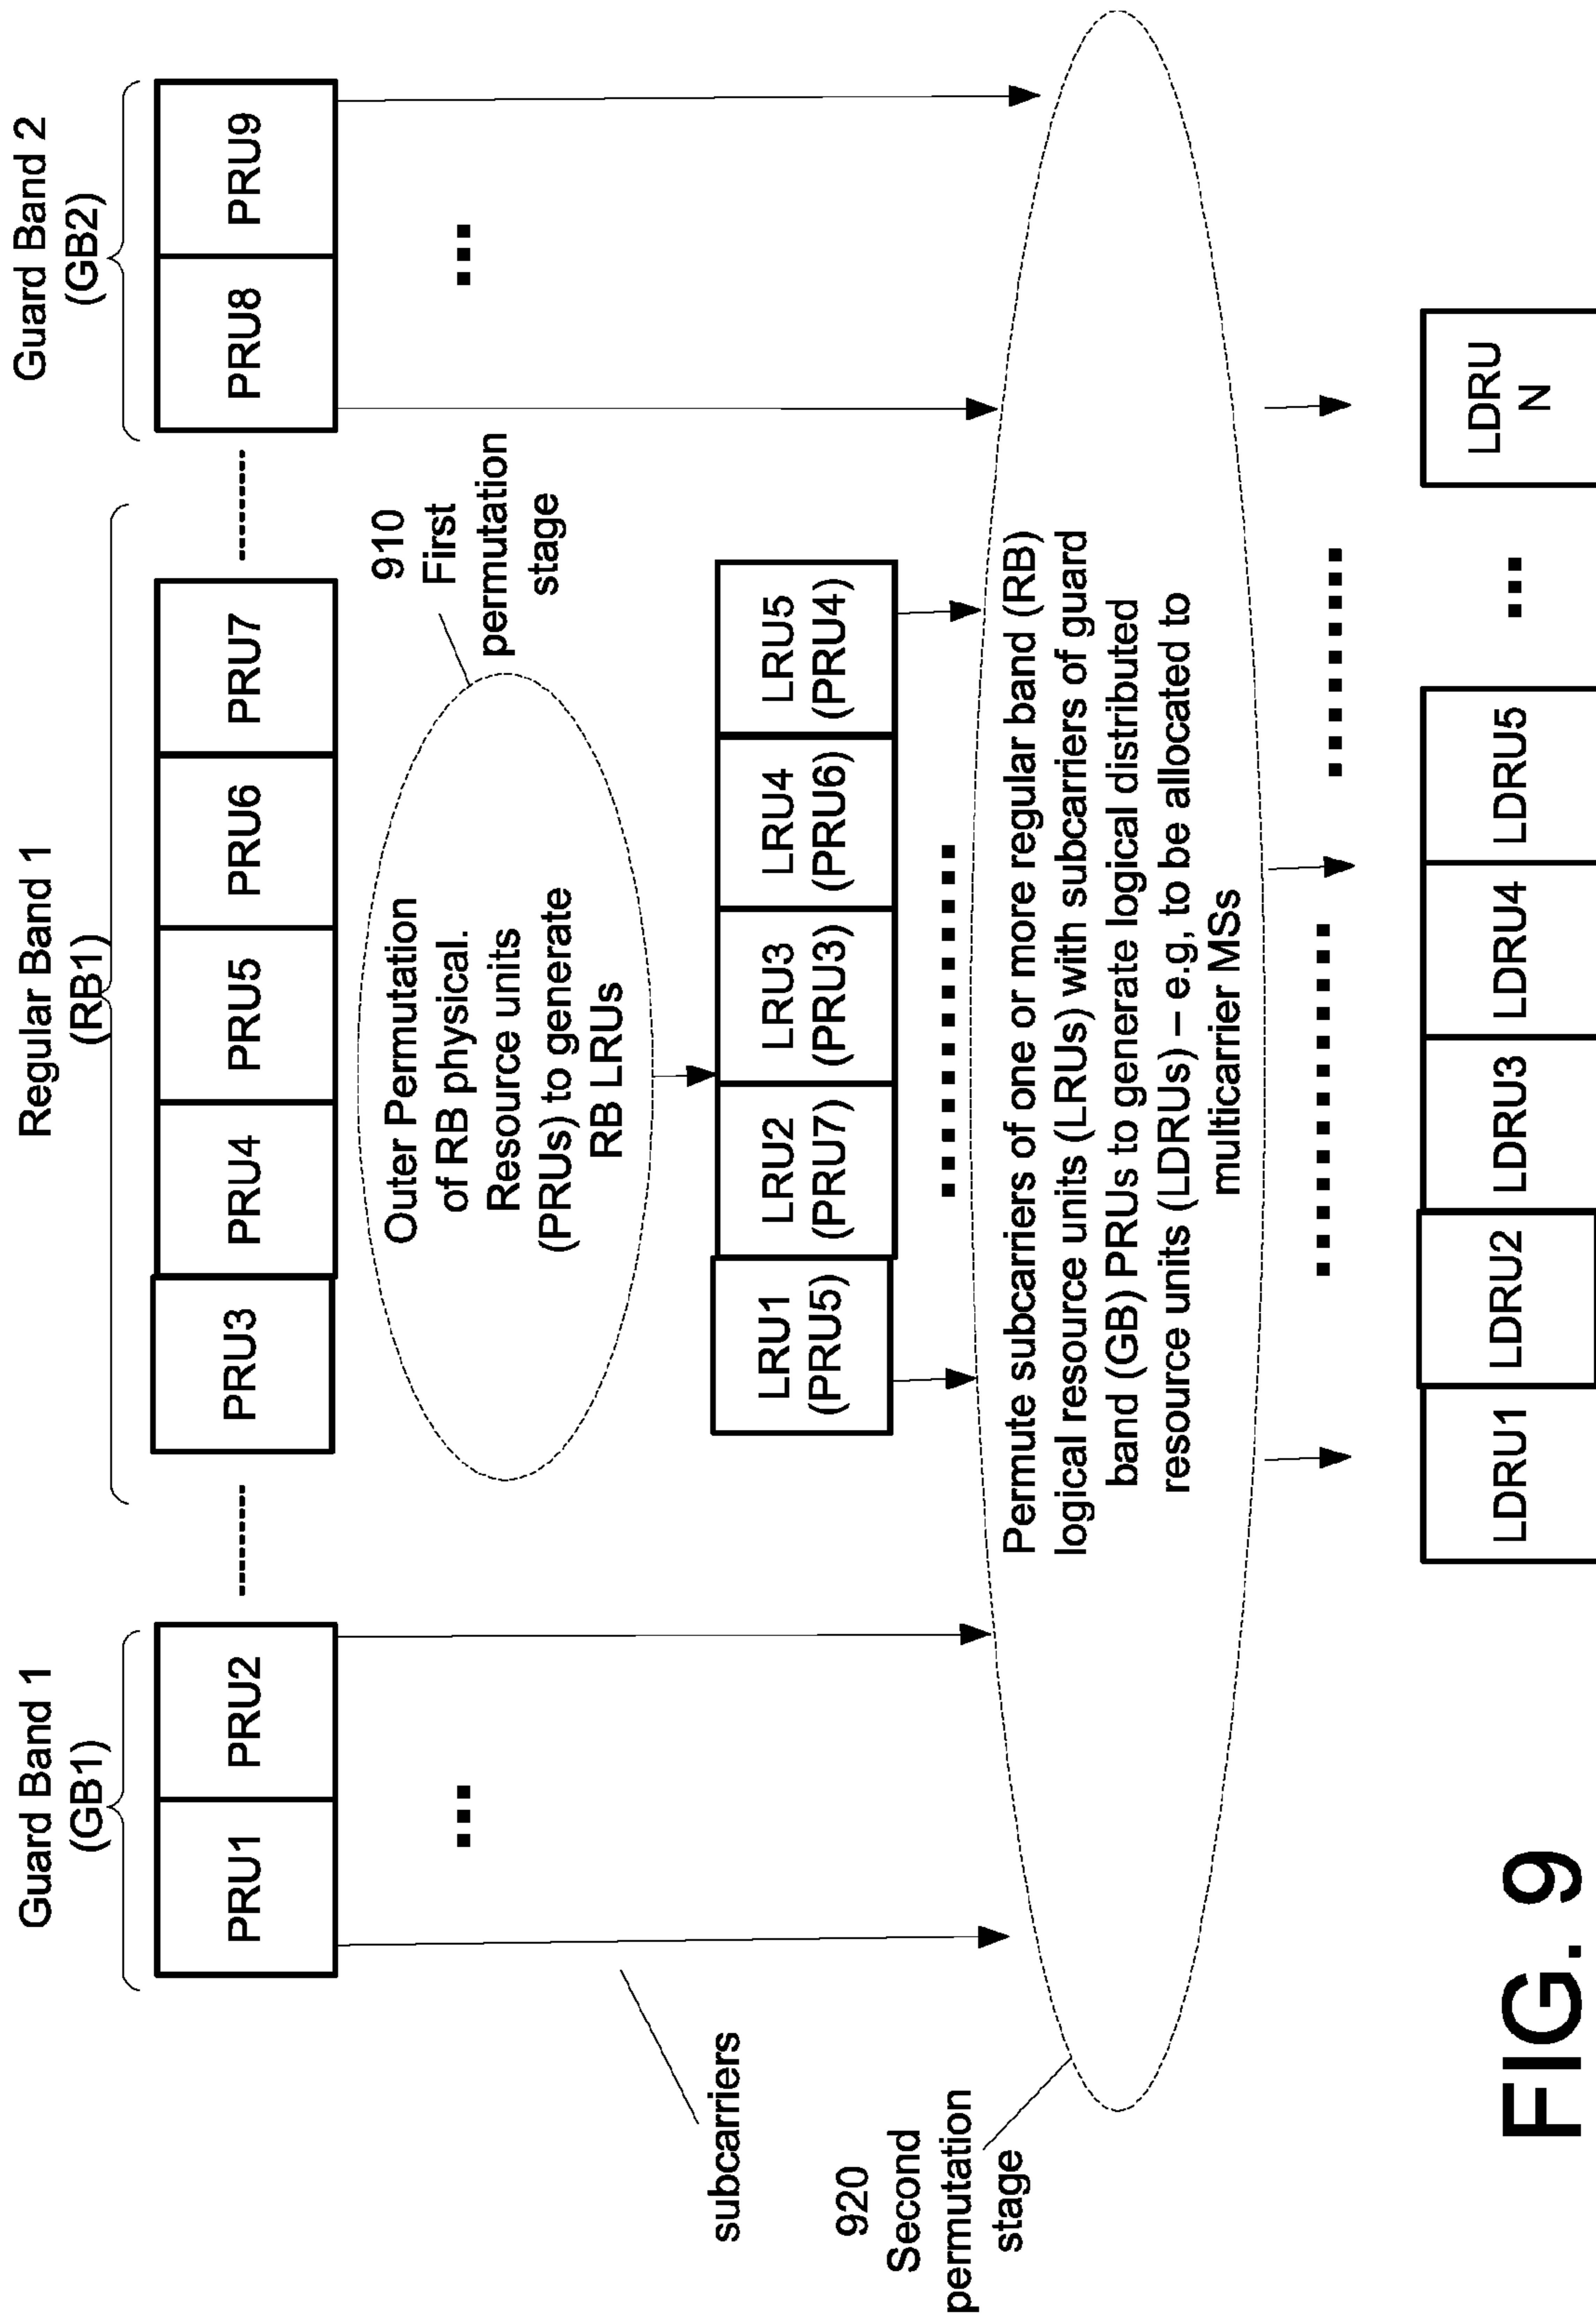 Guard Band 1
(GB1)
Regular Band 1
(RB1)
Guard Band 2
(GB2)
PRU1
PRU2
PRU3
PRU4
PRU5
PRU6
PRU7
PRU8
PRU9
910
First
permutation
stage
Outer Permutation
of RB physical.
Resource units
(PRUs) to generate
RB LRUs
subcarriers
LRU1
(PRU5)
LRU2
(PRU7)
LRU3
(PRU3)
LRU4
(PRU6)
LRU5
(PRU4)
920
Second
permutation
stage
Permute subcarriers of one or more regular band (RB)
logical resource units (LRUs) with subcarriers of guard
band (GB) PRUs to generate logical distributed
resource units (LDRUs) – e.g, to be allocated to
multicarrier MSs
LDRU1
LDRU2
LDRU3
LDRU4
LDRU5
LDRU
N
FIG. 9